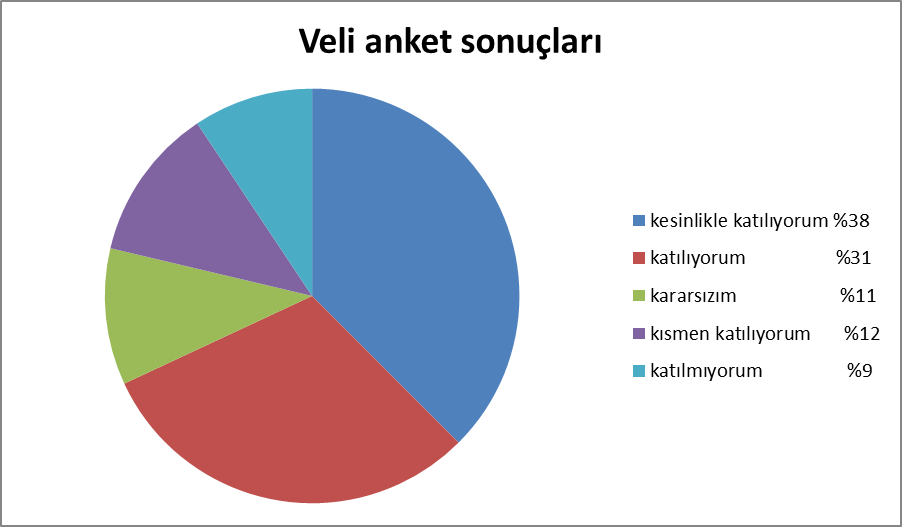 Veli anket sonuçları
kesinlikle katılıyorum %38
katılıyorum %31
kararsızım %11
kısmen katılıyorum %12
katılmıyorum %9